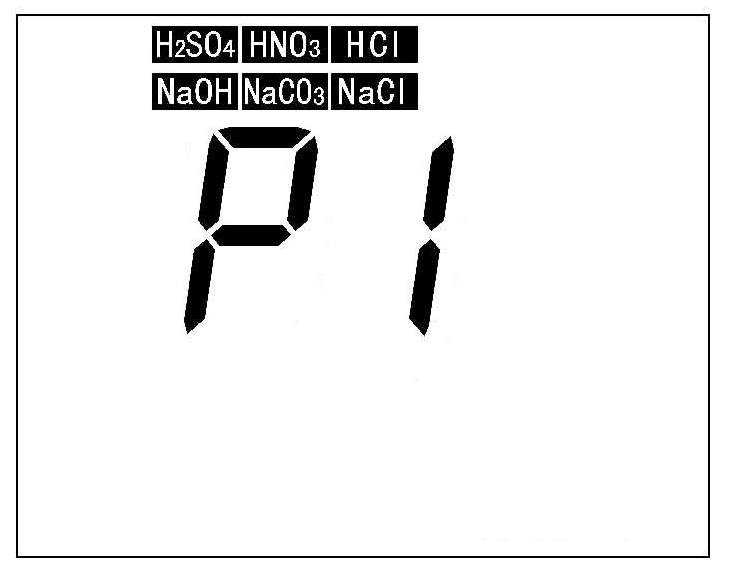 H₂SO₄ HNO₃ HCl
NaOH NaCO₃ NaCl
P1